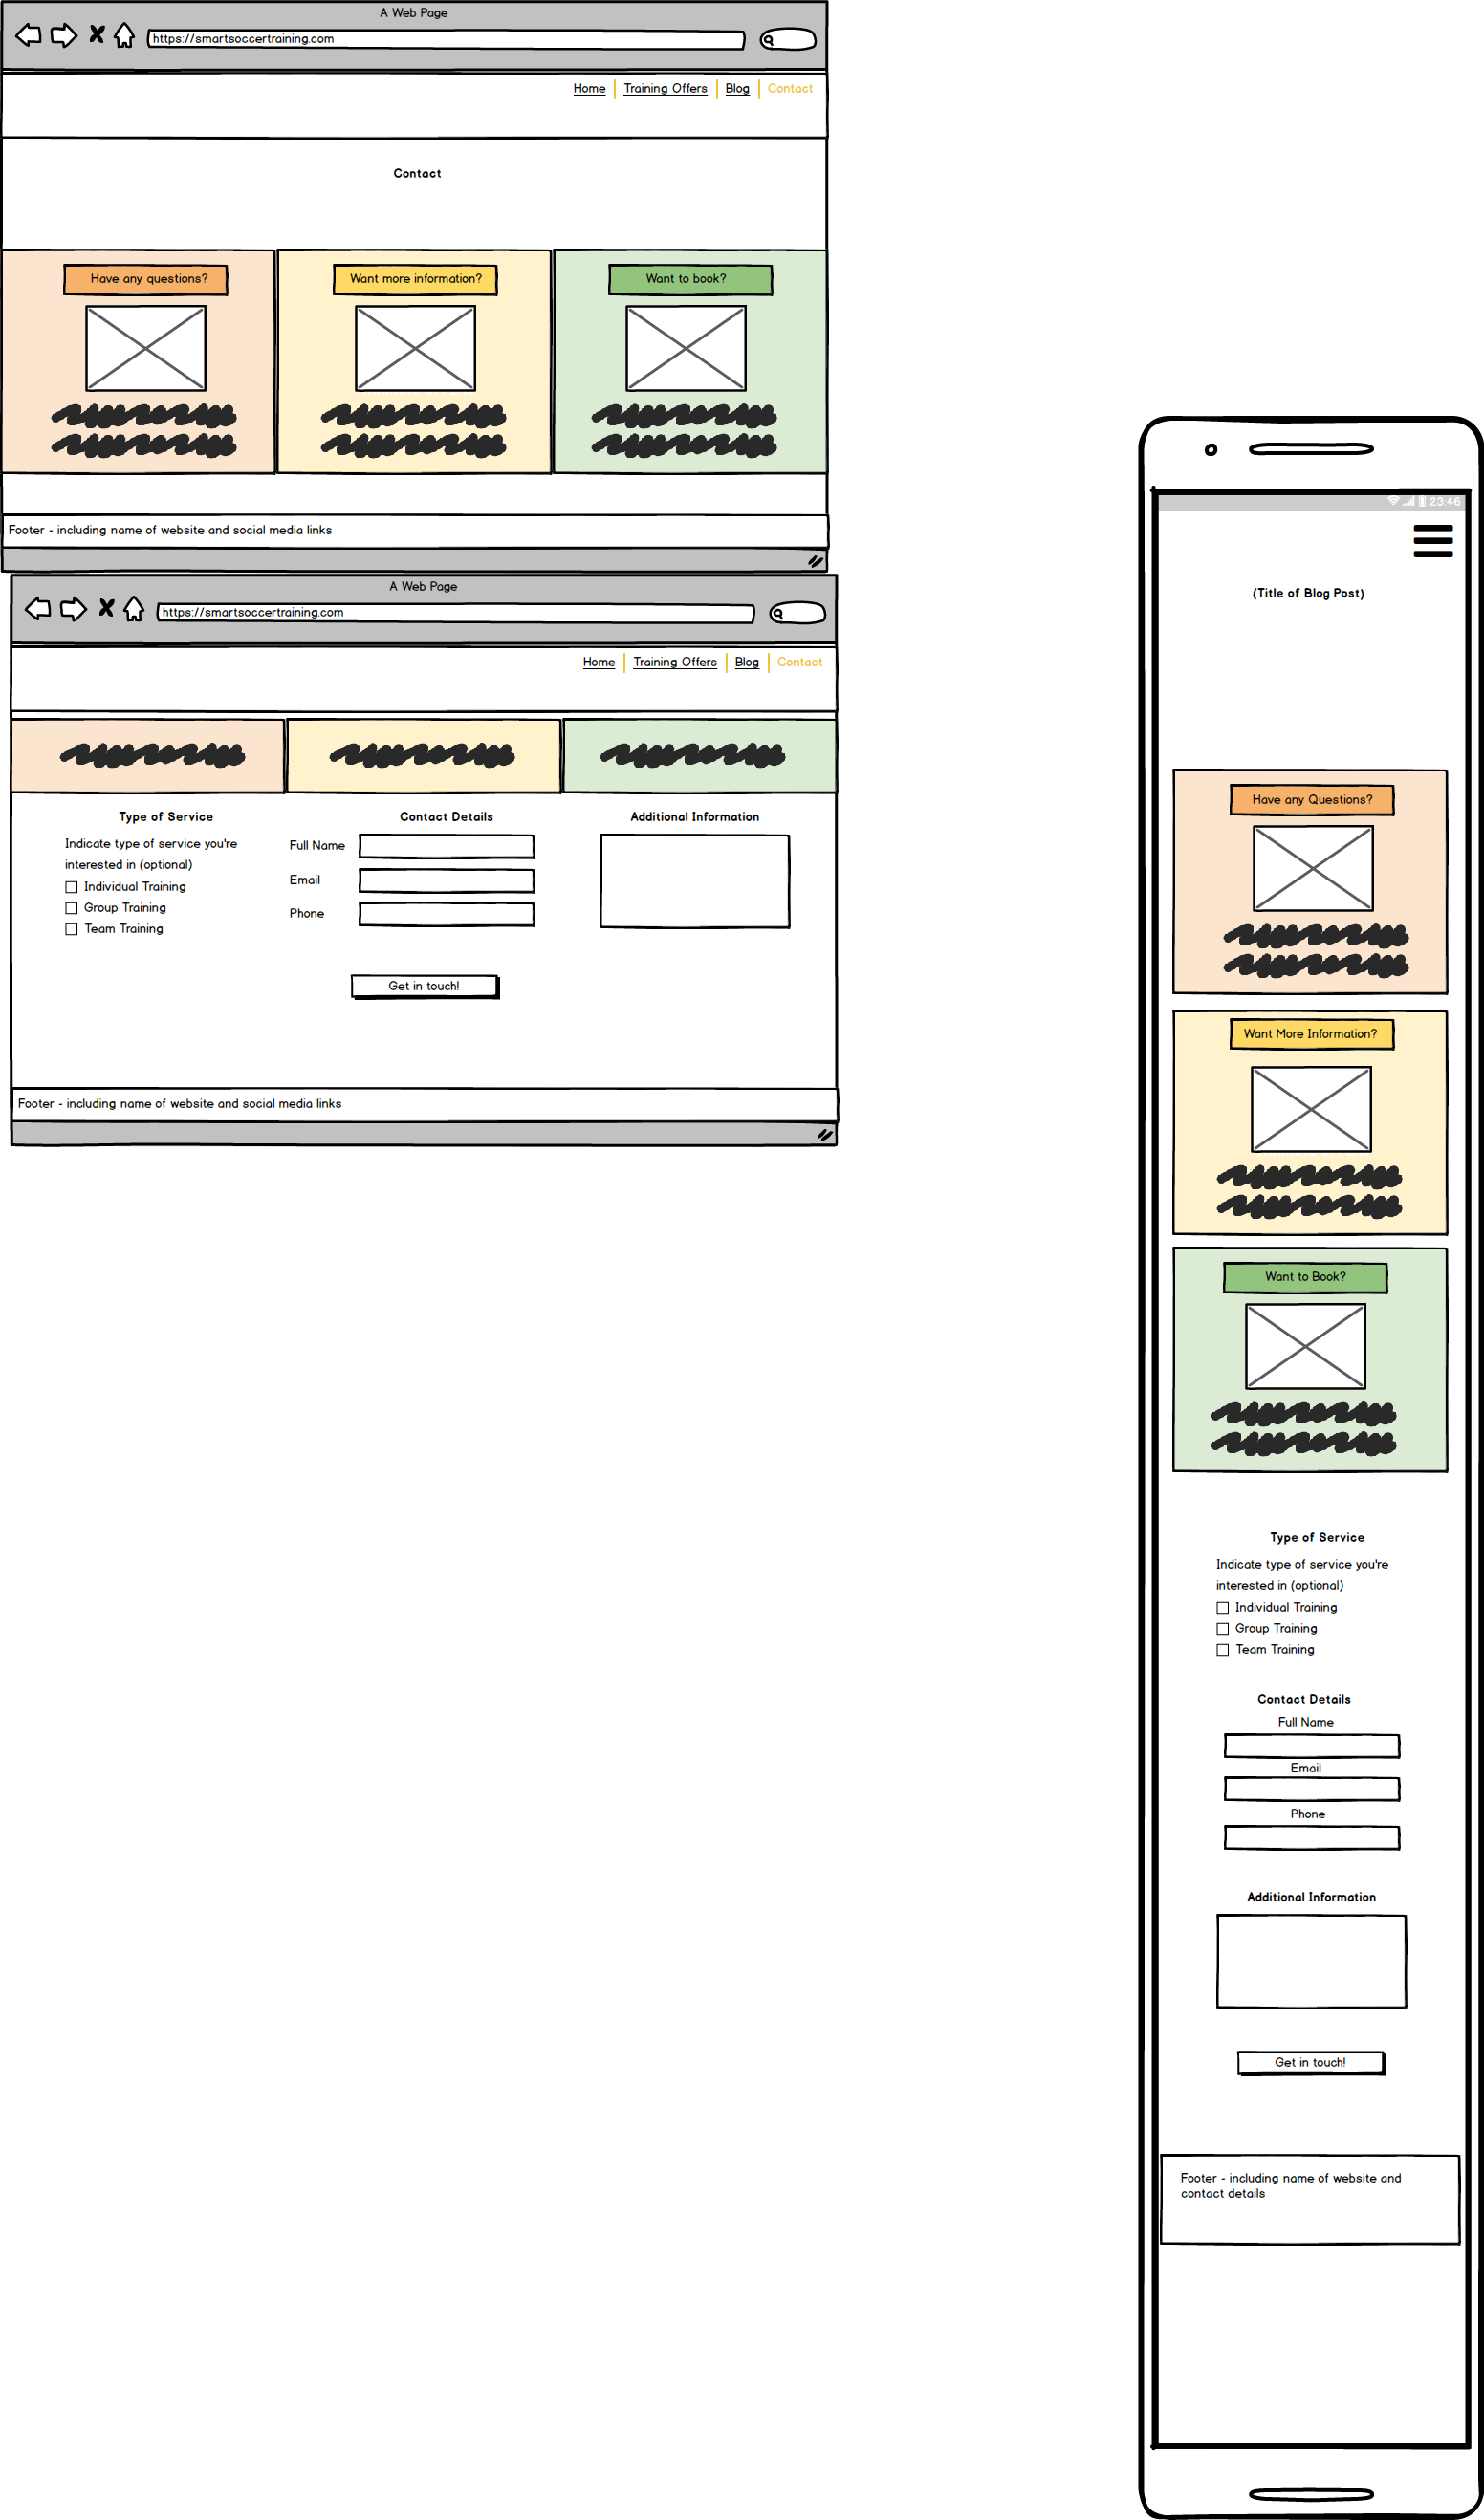 A Web Page
https://smartsoccertraining.com
Home Training Offers Blog Contact
Contact
Have any questions? Want more information? Want to book?
Footer - including name of website and social media links
A Web Page
https://smartsoccertraining.com
Home Training Offers Blog Contact
Type of Service Contact Details Additional Information
Indicate type of service you're
interested in (optional)
Individual Training
Group Training
Team Training
Full Name
Email
Phone
Get in touch!
Footer - including name of website and social media links
23:46
(Title of Blog Post)
Have any Questions?
Want More Information?
Want to Book?
Type of Service
Indicate type of service you're
interested in (optional)
Individual Training
Group Training
Team Training
Contact Details
Full Name
Email
Phone
Additional Information
Get in touch!
Footer - including name of website and
contact details